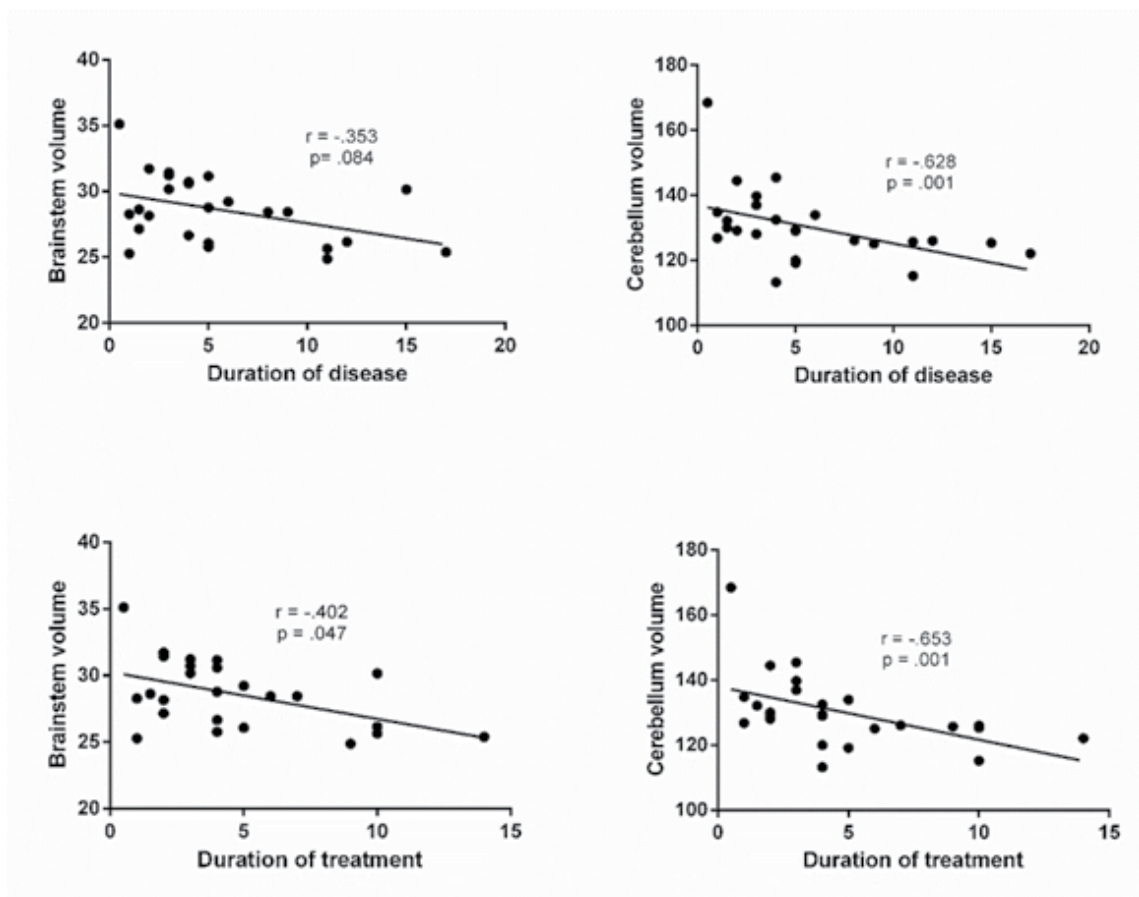 40
35
30
25
20
Brainstem volume
r = -.353
p= .084
0 5 10 15 20
Duration of disease
180
160
140
120
100
Cerebellum volume
r = -.628
p = .001
0 5 10 15 20
Duration of disease
40
35
30
25
20
Brainstem volume
r = -.402
p = .047
0 5 10 15
Duration of treatment
180
160
140
120
100
Cerebellum volume
r = -.653
p = .001
0 5 10 15
Duration of treatment